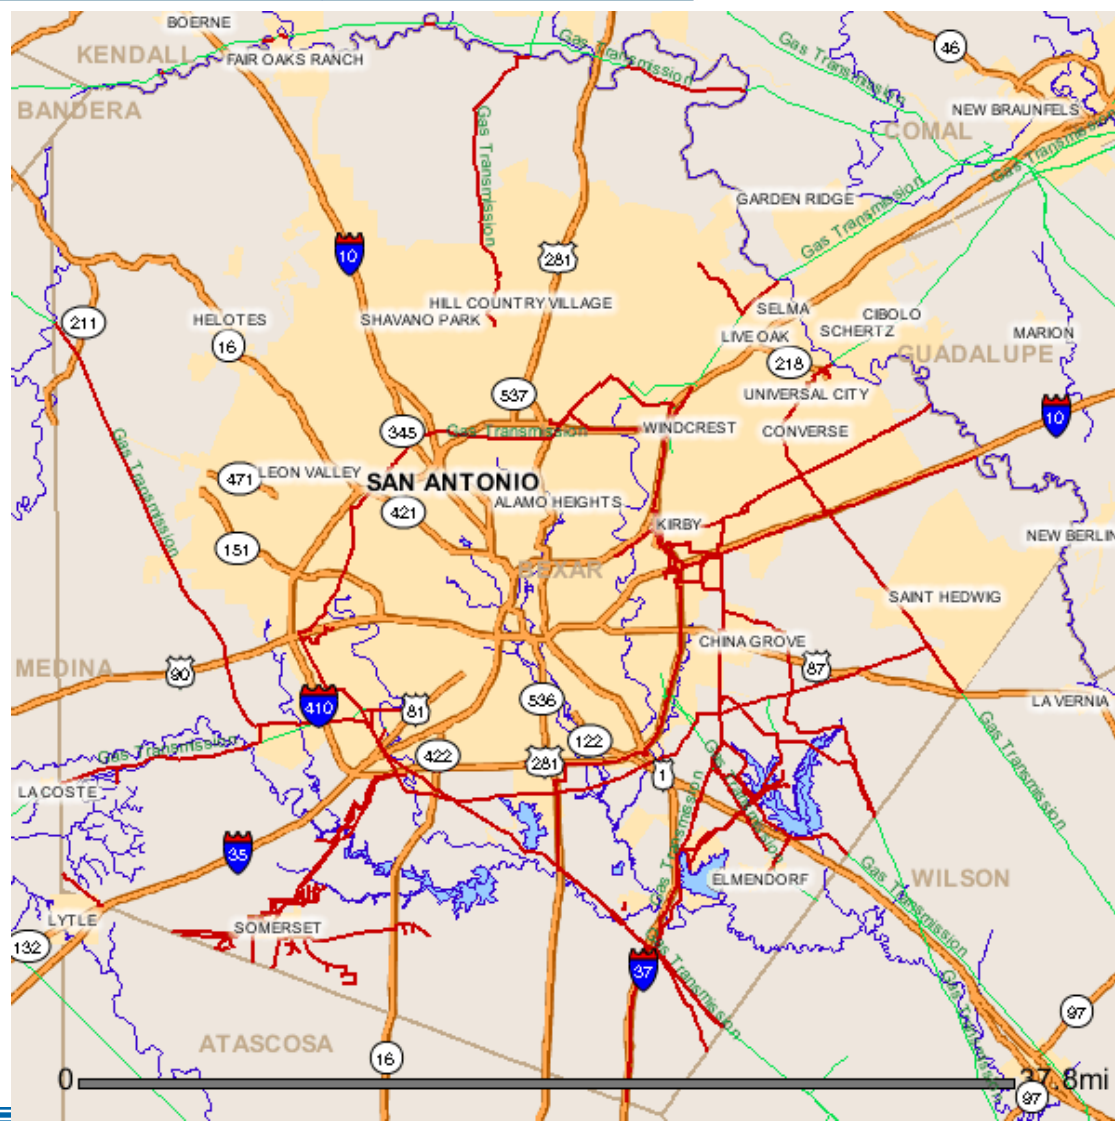 BOERNE
KENDALL
FAIR OAKS RANCH
Gas Transmission
Gas Transmission
46
BANDERA
NEW BRAUNFELS
COMAL
Gas Transmission
Gas Transmission
GARDEN RIDGE
Gas Transmission
10
281
HILL COUNTRY VILLAGE
SELMA
CIBOLO
211
HELOTES
SHAVANO PARK
SCHERTZ
MARION
16
LIVE OAK
218
GUADALUPE
537
UNIVERSAL CITY
10
345
Gas Transmission
WINDCREST
CONVERSE
Gas Transmission
471
LEON VALLEY
SAN ANTONIO
421
ALAMO HEIGHTS
KIRBY
NEW BERLIN
151
BEXAR
SAINT HEDWIG
CHINA GROVE
MEDINA
90
87
410
81
536
LA VERNIA
Gas Transmission
422
281
122
1
Gas Transmission
Gas Transmission
Gas Transmission
LA COSTE
35
ELMENDORF
WILSON
LYTLE
SOMERSET
Gas Transmission
132
37
Gas Transmission
Gas Transmission
97
ATASCOSA
16
0
37.8mi
97